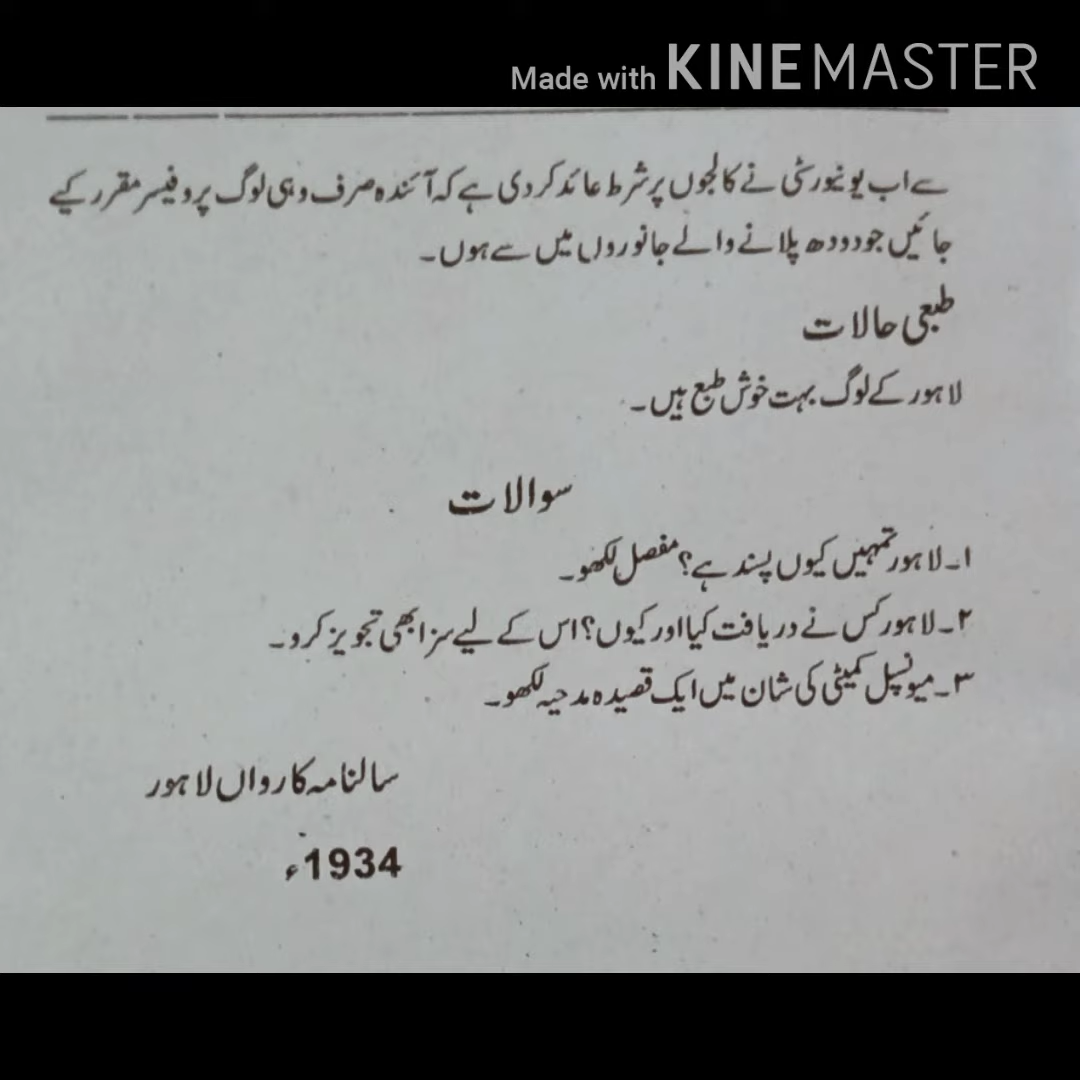 Made with KINEMASTER
سے اب یونیورسٹی نے کالجوں پر شرط عائد کر دی ہے کہ آئندہ صرف وہی لوگ پروفیسر مقرر کیے
جائیں جو دودھ پلانے والے جانوروں میں سے ہوں۔
طبعی حالات
لاہور کے لوگ بہت خوش طبع ہیں۔
سوالات
۱۔ لاہور تمہیں کیوں پسند ہے؟ مفصل لکھو۔
۲۔ لاہور کس نے دریافت کیا اور کیوں؟ اس کے لیے سزا بھی تجویز کرو۔
۳۔ میونسپل کمیٹی کی شان میں ایک قصیدہ مدحیہ لکھو۔
سالنامہ کارواں لاہور
1934ء